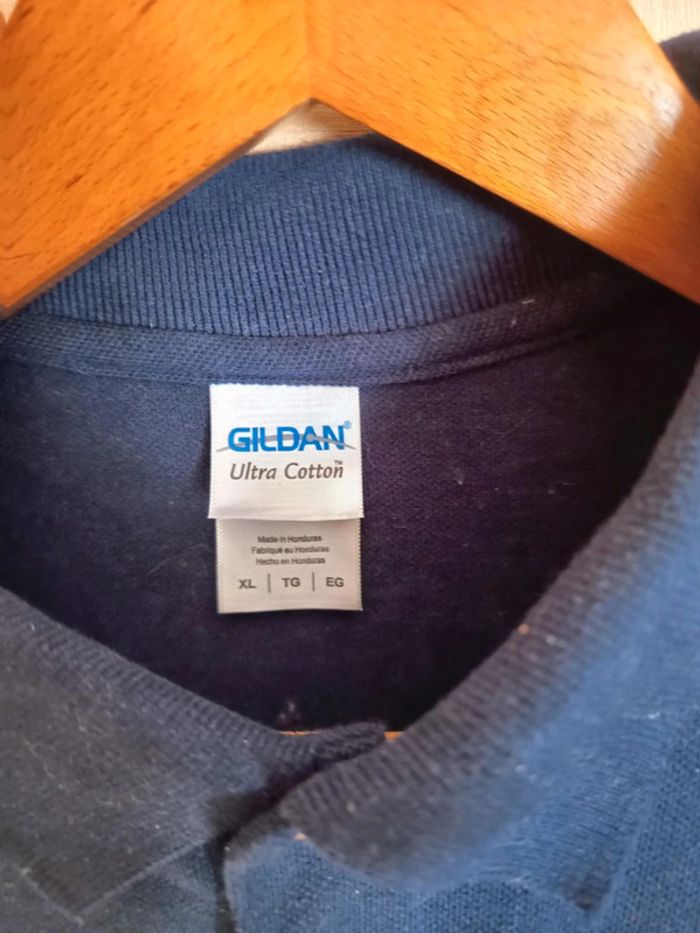 GILDAN®
Ultra Cotton™
Made in Honduras
Fabriqué au Honduras
Hecho en Honduras
XL | TG | EG